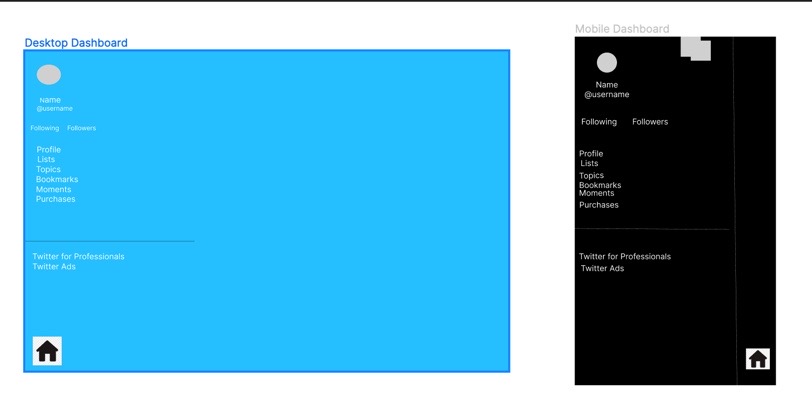 Desktop Dashboard
Name
@username
Following Followers
Profile
Lists
Topics
Bookmarks
Moments
Purchases
Twitter for Professionals
Twitter Ads
Mobile Dashboard
Name
@username
Following Followers
Profile
Lists
Topics
Bookmarks
Moments
Purchases
Twitter for Professionals
Twitter Ads